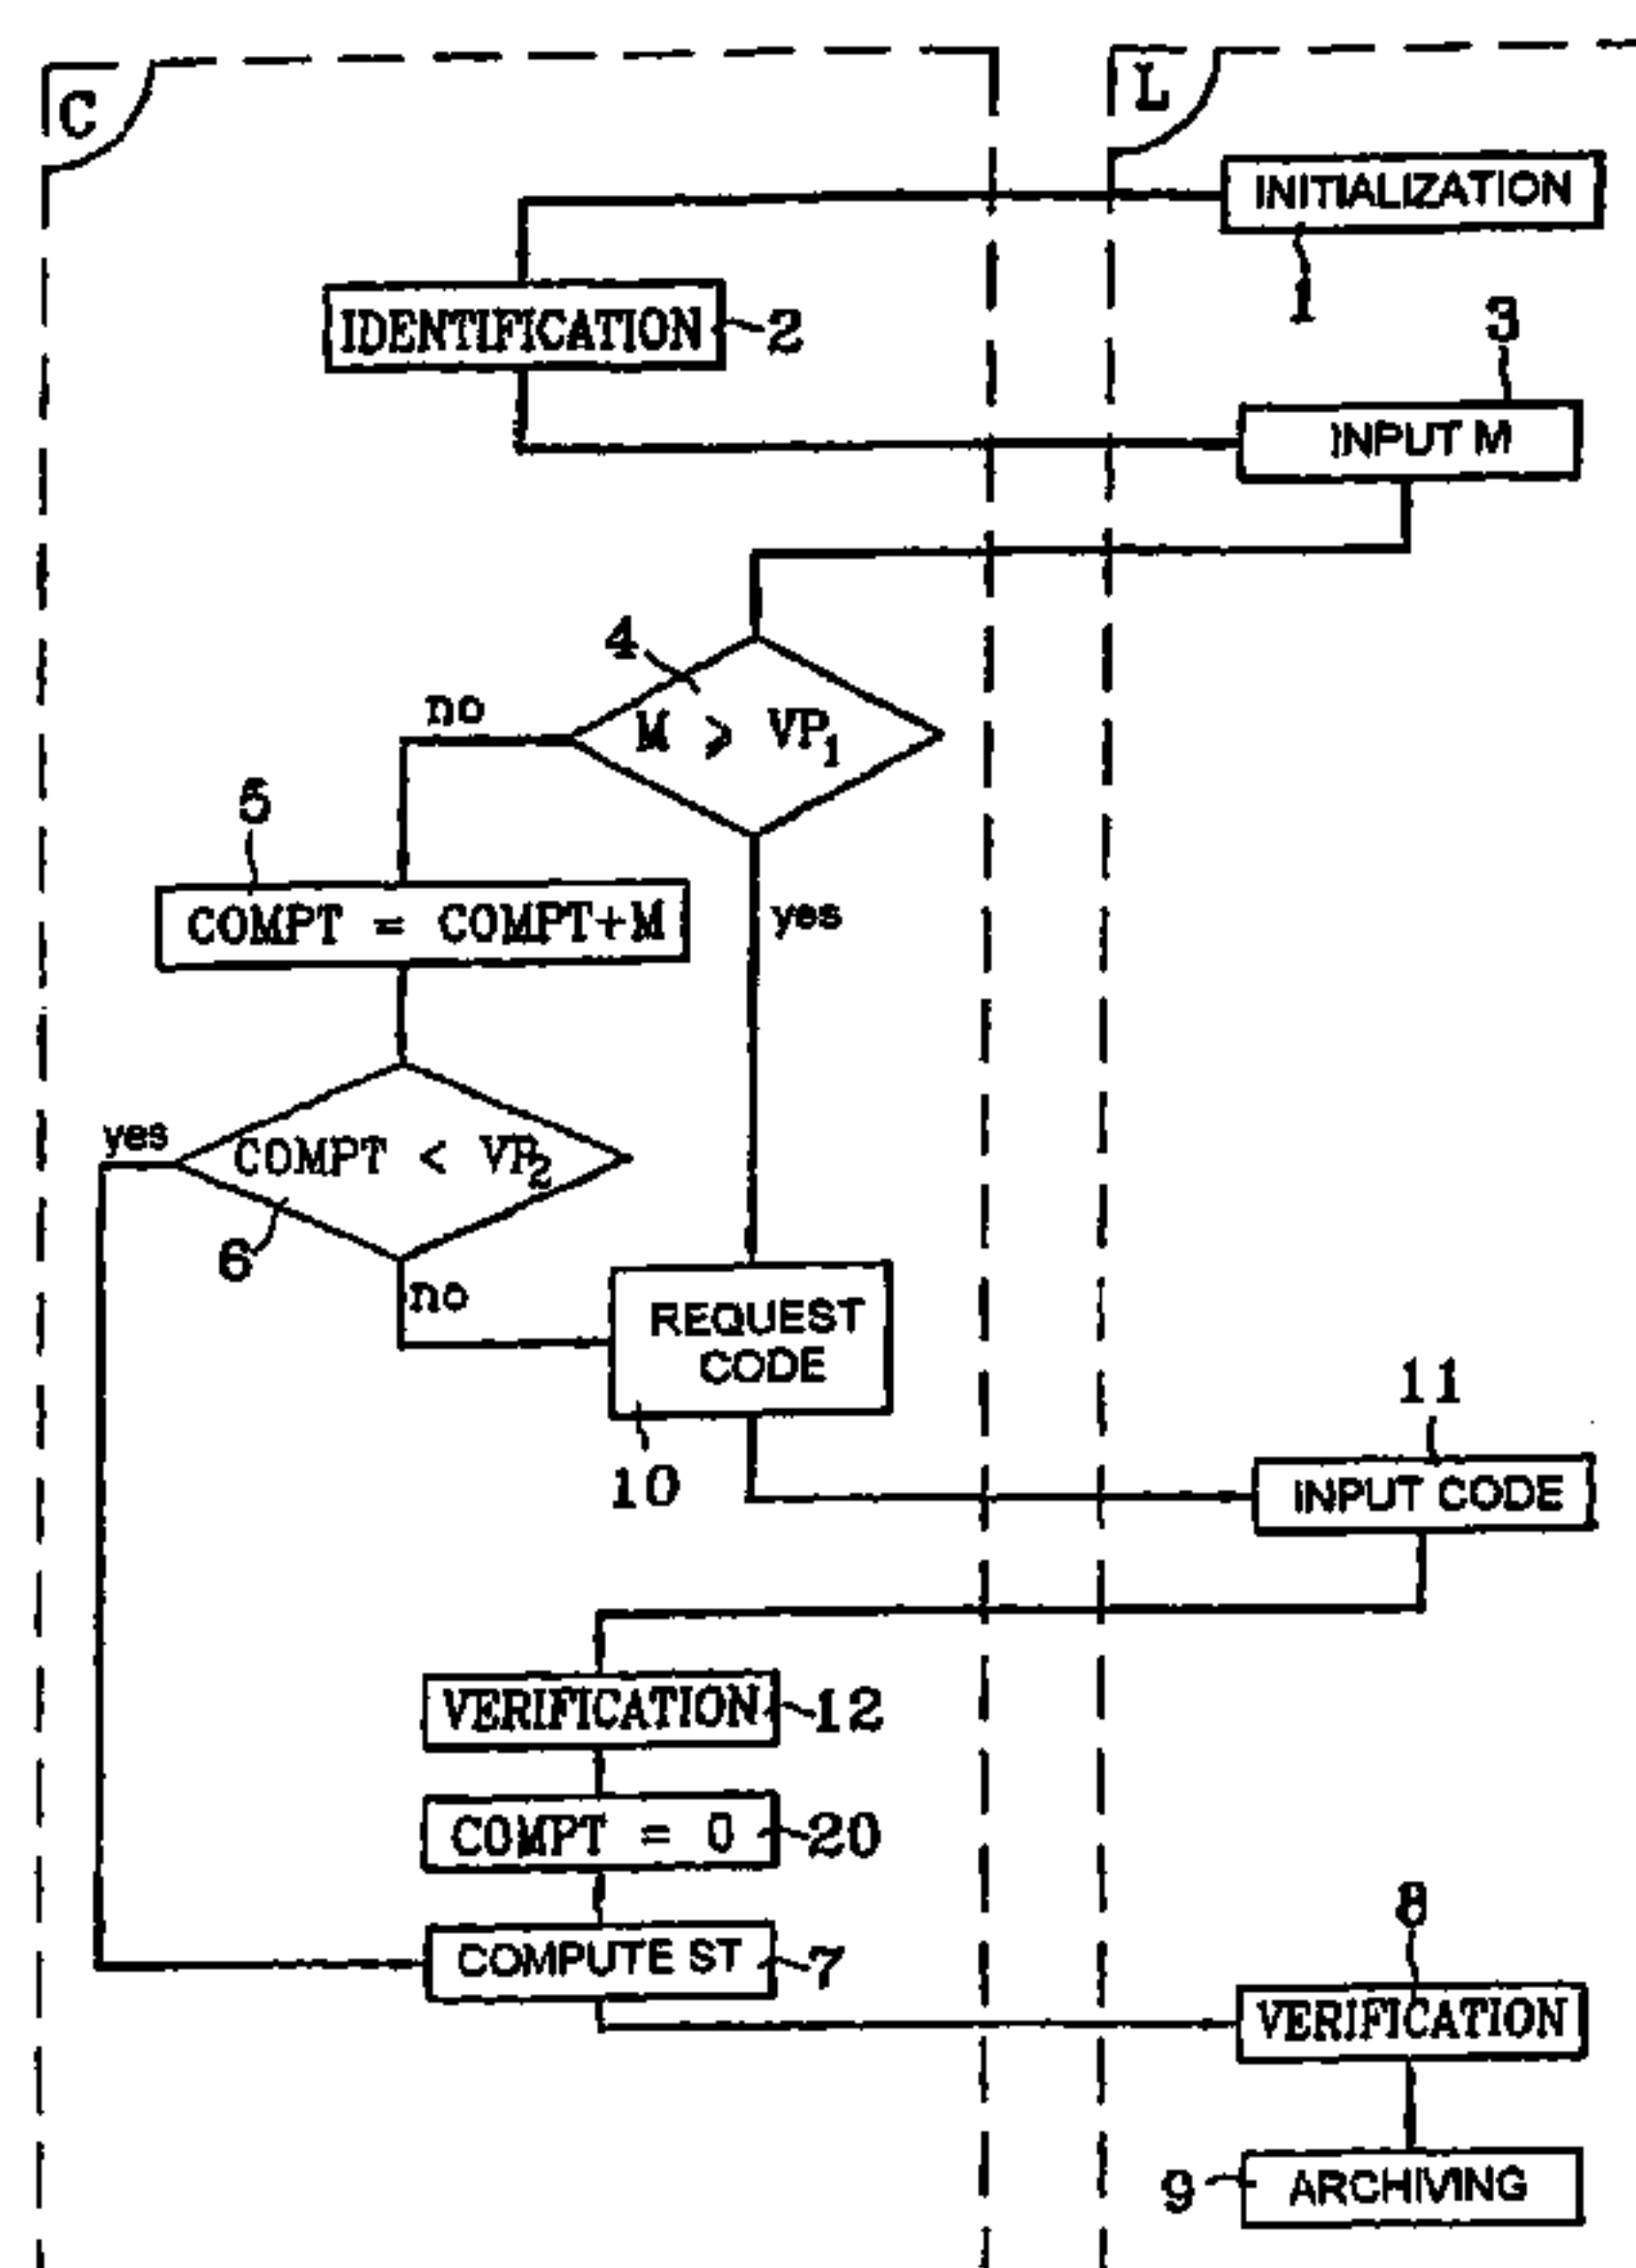 C
L
INITIALIZATION
1
IDENTIFICATION
2
3
INPUT M
4
no
M ⩾ VP1
5
COMPT = COMPT+M
yes
yes
COMPT < VP2
6
no
REQUEST
CODE
10
11
INPUT CODE
VERIFICATION
12
COMPT = 0
20
COMPUTE ST
7
8
VERIFICATION
9
ARCHIVING